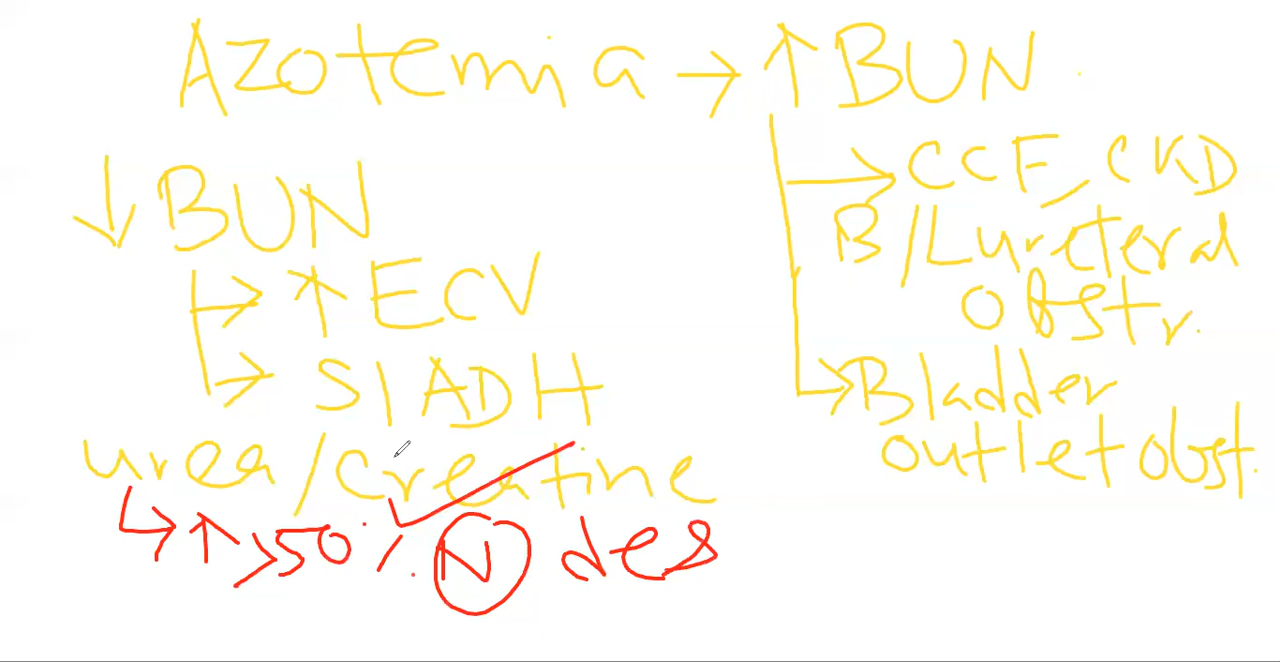 Azotemia → ↑ BUN
→ CCF, CKD
B/L ureteral
obstr.
→ Bladder
outlet obst.
↓ BUN
→ ↑ ECV
→ SIADH
urea/creatine
→ ↑ >50%. N des